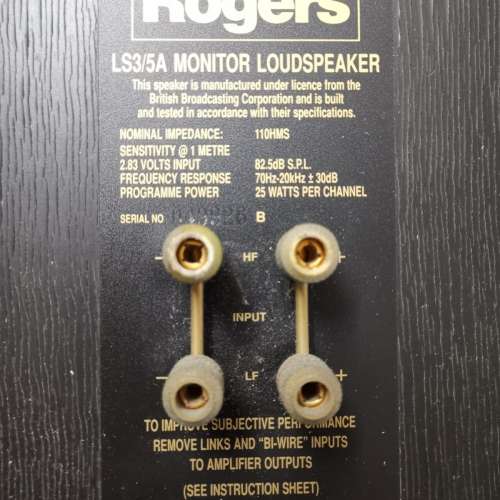 Rogers
LS3/5A MONITOR LOUDSPEAKER
This speaker is manufactured under licence from the
British Broadcasting Corporation and is built
and tested in accordance with their specifications.
NOMINAL IMPEDANCE: 11OHMS
SENSITIVITY @ 1 METRE
2.83 VOLTS INPUT 82.5dB S.P.L.
FREQUENCY RESPONSE 70Hz-20kHz ± 30dB
PROGRAMME POWER 25 WATTS PER CHANNEL
SERIAL NO B
- HF +
INPUT
- LF +
TO IMPROVE SUBJECTIVE PERFORMANCE
REMOVE LINKS AND "BI-WIRE" INPUTS
TO AMPLIFIER OUTPUTS
(SEE INSTRUCTION SHEET)